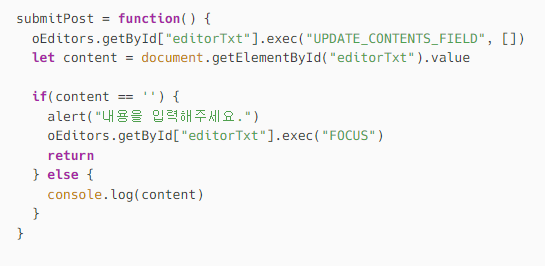 submitPost = function() {
  oEditors.getById["editorTxt"].exec("UPDATE_CONTENTS_FIELD", [])
  let content = document.getElementById("editorTxt").value

  if(content == '') {
    alert("내용을 입력해주세요.")
    oEditors.getById["editorTxt"].exec("FOCUS")
    return
  } else {
    console.log(content)
  }
}